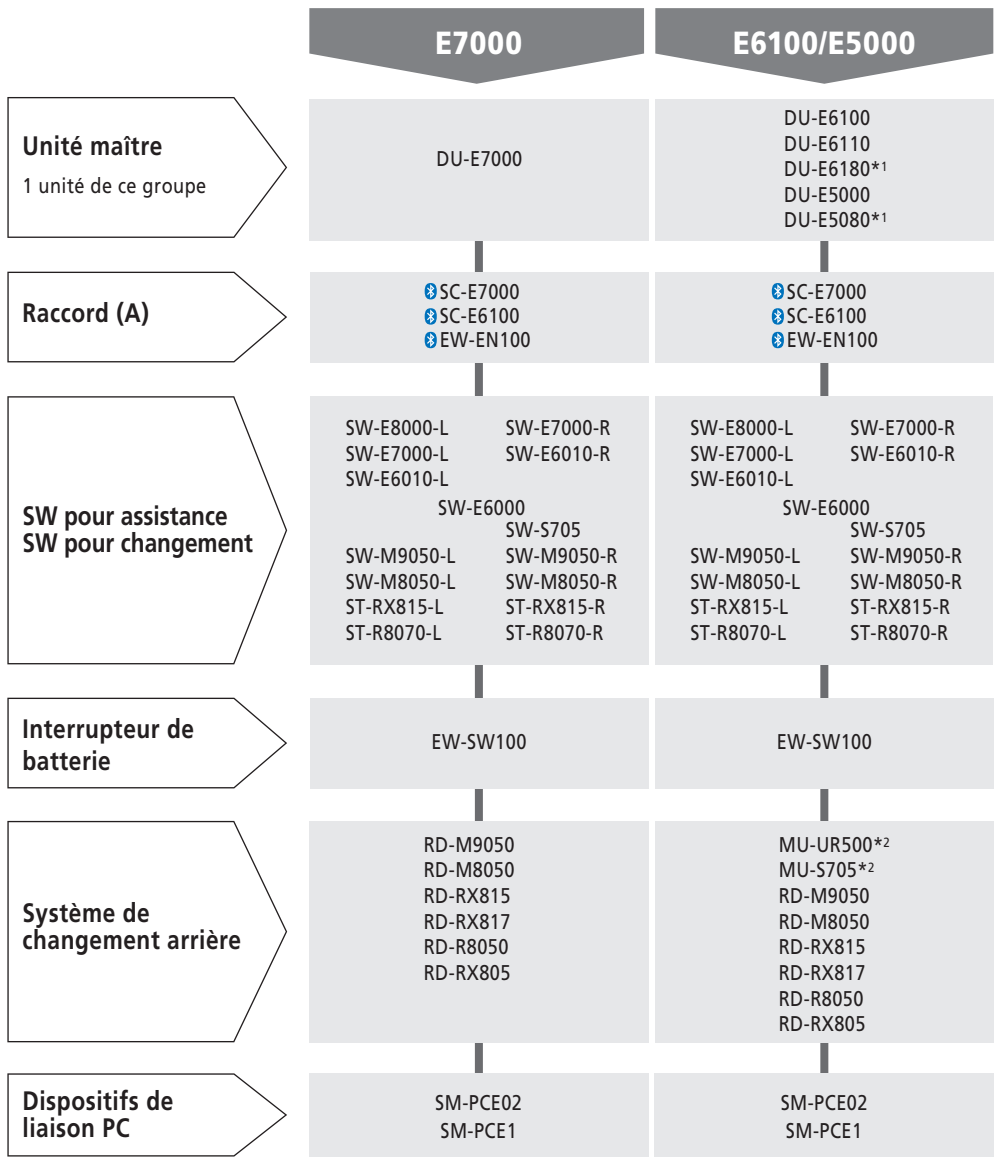 E7000 E6100/E5000
Unité maître
1 unité de ce groupe
DU-E7000
DU-E6100
DU-E6110
DU-E6180*1
DU-E5000
DU-E5080*1
Raccord (A)
SC-E7000
SC-E6100
EW-EN100
SC-E7000
SC-E6100
EW-EN100
SW pour assistance
SW pour changement
SW-E8000-L SW-E7000-R
SW-E7000-L SW-E6010-R
SW-E6010-L
SW-E6000
SW-S705
SW-M9050-L SW-M9050-R
SW-M8050-L SW-M8050-R
ST-RX815-L ST-RX815-R
ST-R8070-L ST-R8070-R
SW-E8000-L SW-E7000-R
SW-E7000-L SW-E6010-R
SW-E6010-L
SW-E6000
SW-S705
SW-M9050-L SW-M9050-R
SW-M8050-L SW-M8050-R
ST-RX815-L ST-RX815-R
ST-R8070-L ST-R8070-R
Interrupteur de
batterie
EW-SW100
EW-SW100
Système de
changement arrière
RD-M9050
RD-M8050
RD-RX815
RD-RX817
RD-R8050
RD-RX805
MU-UR500*2
MU-S705*2
RD-M9050
RD-M8050
RD-RX815
RD-RX817
RD-R8050
RD-RX805
Dispositifs de
liaison PC
SM-PCE02
SM-PCE1
SM-PCE02
SM-PCE1